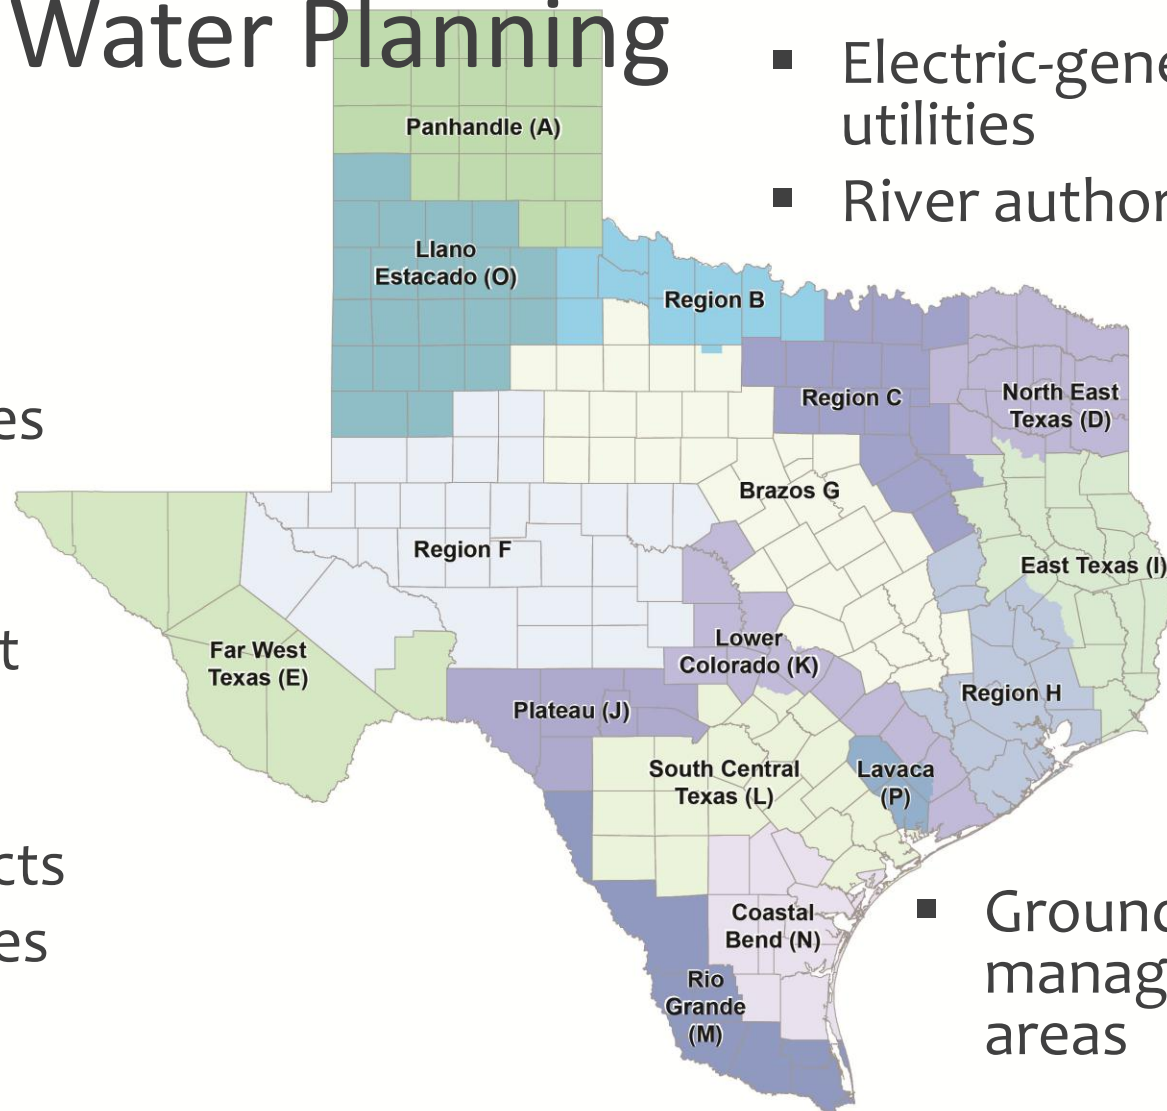 Water Planning
Electric-gene
utilities
River author
es
t
cts
es
Ground
manag
areas
Panhandle (A)
Llano
Estacado (O)
Region B
Region C
North East
Texas (D)
Brazos G
Region F
East Texas (I)
Far West
Texas (E)
Lower
Colorado (K)
Region H
Plateau (J)
South Central
Texas (L)
Lavaca
(P)
Coastal
Bend (N)
Rio
Grande
(M)